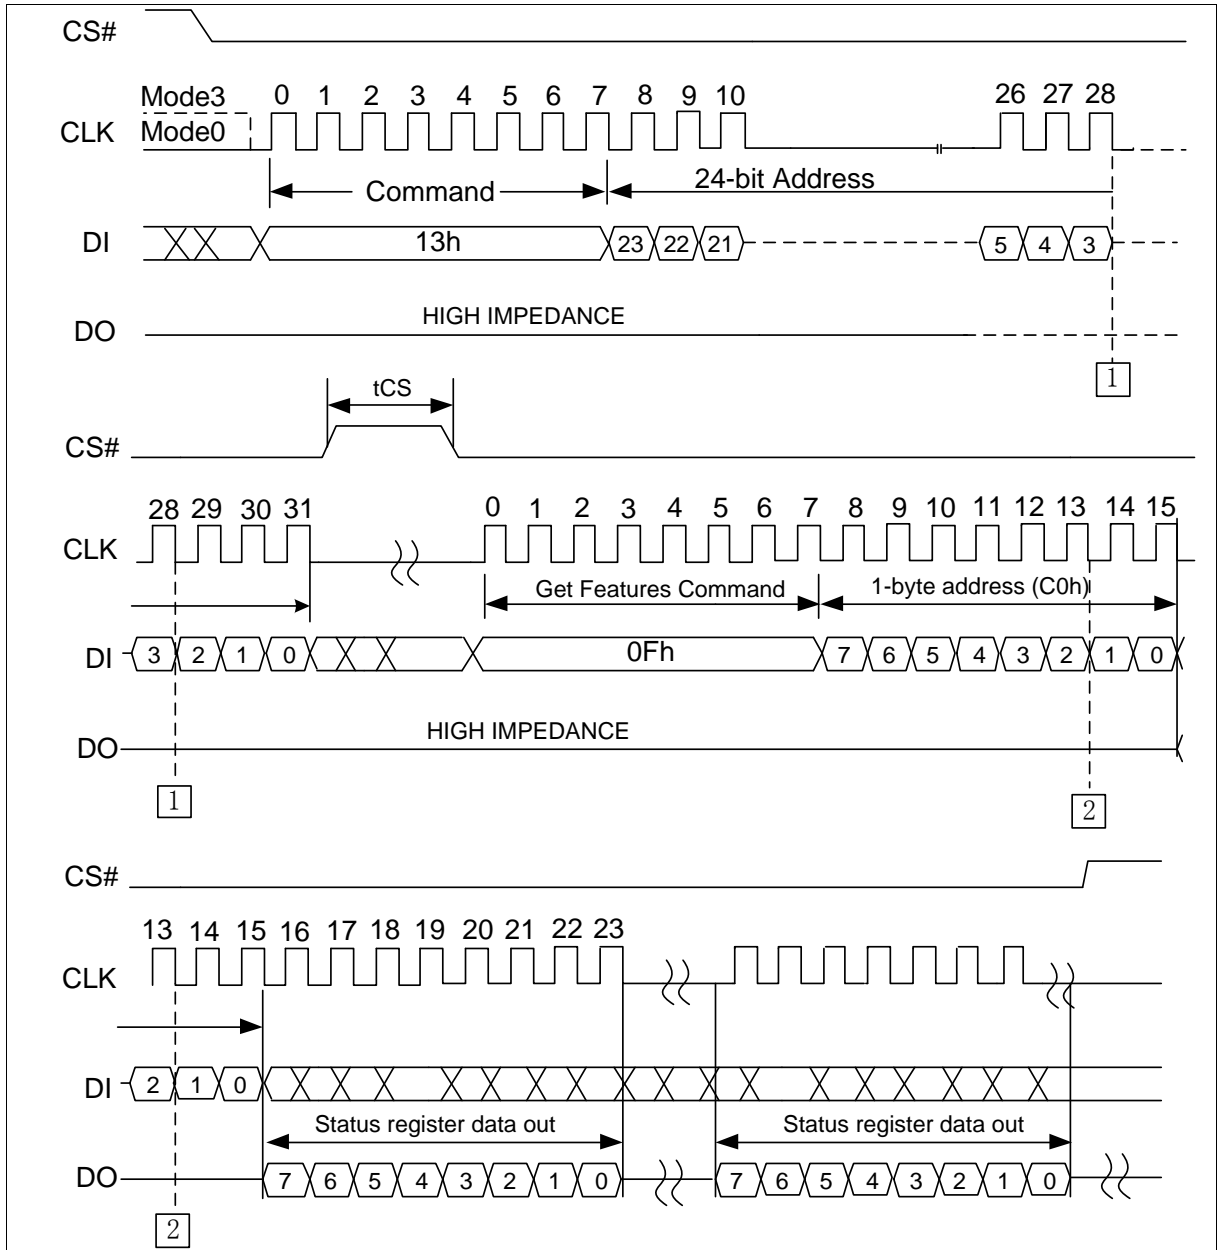 CS#
Mode3 0 1 2 3 4 5 6 7 8 9 10 26 27 28
CLK Mode0
Command 24-bit Address
DI 13h 23 22 21 5 4 3
HIGH IMPEDANCE
DO
1
tCS
CS#
28 29 30 31 0 1 2 3 4 5 6 7 8 9 10 11 12 13 14 15
CLK
Get Features Command 1-byte address (C0h)
DI 3 2 1 0 0Fh 7 6 5 4 3 2 1 0
HIGH IMPEDANCE
DO
1 2
CS#
13 14 15 16 17 18 19 20 21 22 23
CLK
DI 2 1 0
Status register data out Status register data out
DO 7 6 5 4 3 2 1 0 7 6 5 4 3 2 1 0
2